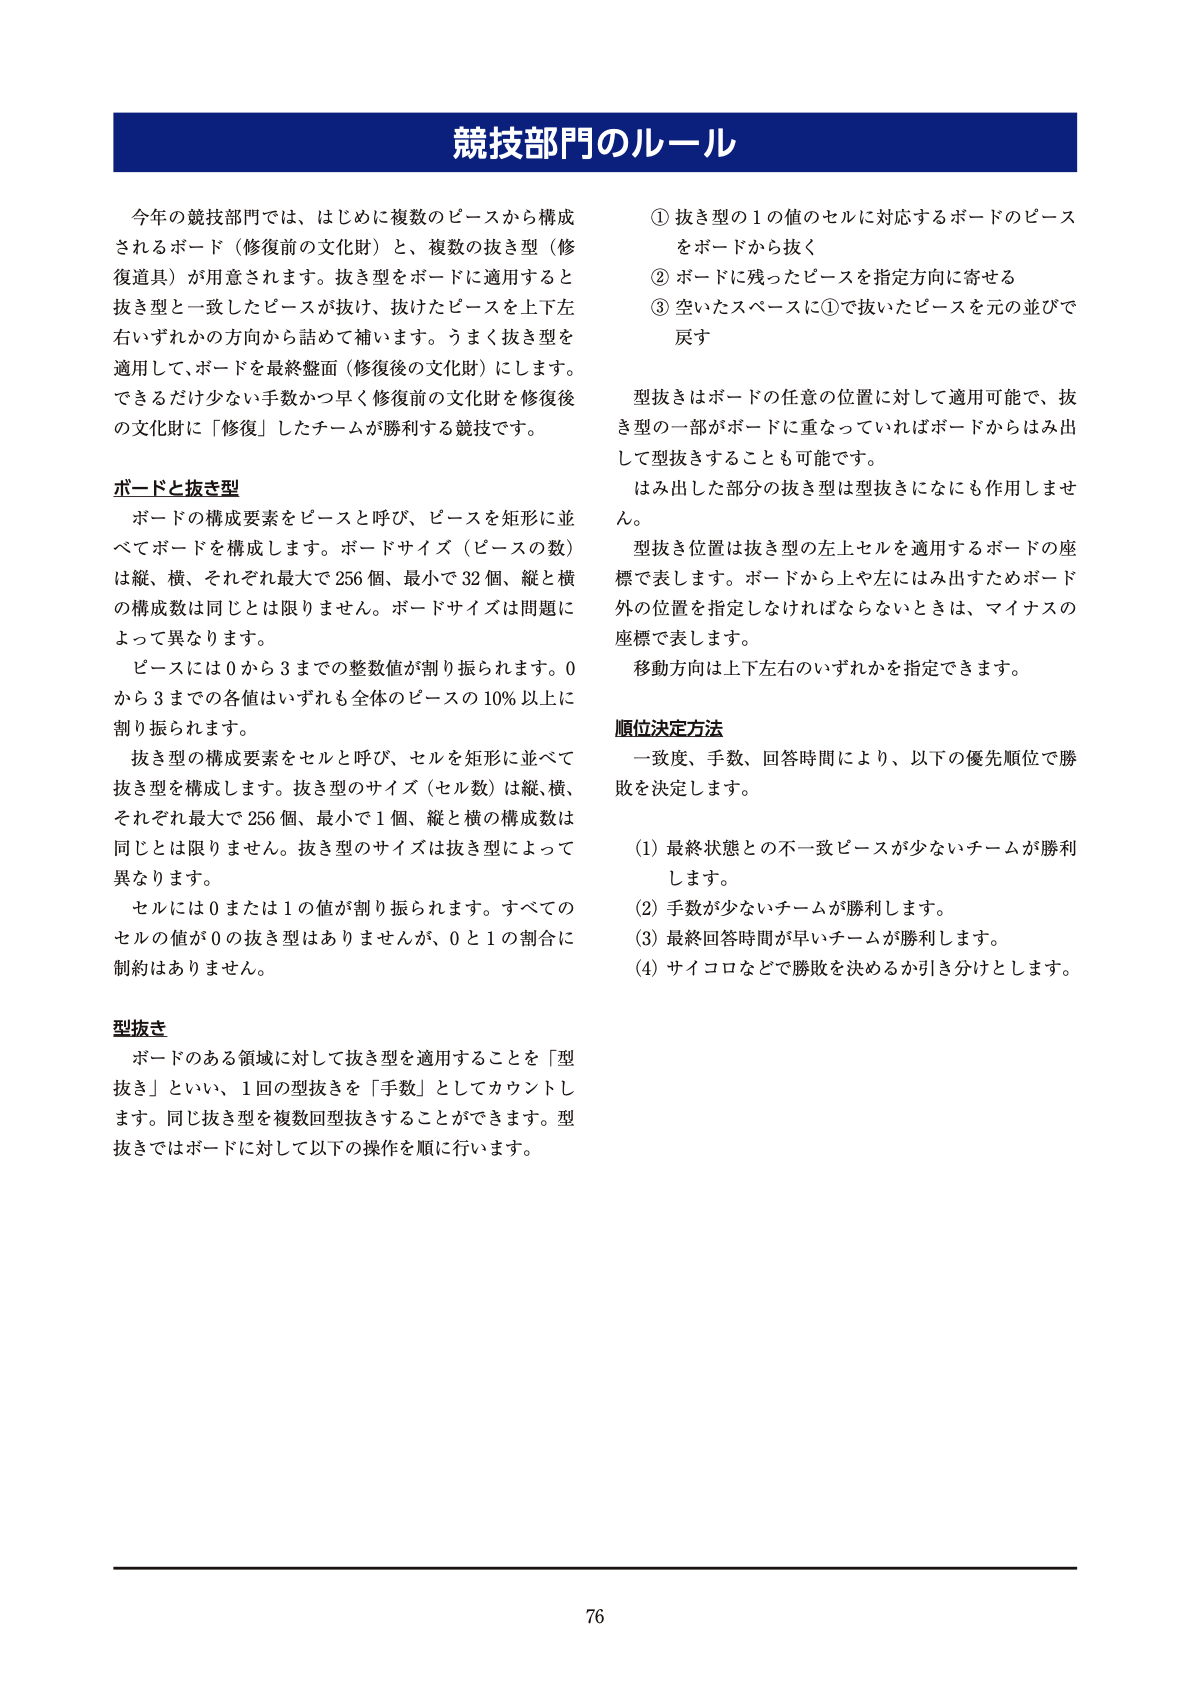 競技部門のルール
今年の競技部門では、はじめに複数のピースから構成
されるボード（修復前の文化財）と、複数の抜き型（修
復道具）が用意されます。抜き型をボードに適用すると
抜き型と一致したピースが抜け、抜けたピースを上下左
右いずれかの方向から詰めて補います。うまく抜き型を
適用して、ボードを最終盤面（修復後の文化財）にします。
できるだけ少ない手数かつ早く修復前の文化財を修復後
の文化財に「修復」したチームが勝利する競技です。
ボードと抜き型
ボードの構成要素をピースと呼び、ピースを矩形に並
べてボードを構成します。ボードサイズ（ピースの数）
は縦、横、それぞれ最大で 256 個、最小で 32 個、縦と横
の構成数は同じとは限りません。ボードサイズは問題に
よって異なります。
ピースには 0 から 3 までの整数値が割り振られます。0
から 3 までの各値はいずれも全体のピースの 10% 以上に
割り振られます。
抜き型の構成要素をセルと呼び、セルを矩形に並べて
抜き型を構成します。抜き型のサイズ（セル数）は縦、横、
それぞれ最大で 256 個、最小で 1 個、縦と横の構成数は
同じとは限りません。抜き型のサイズは抜き型によって
異なります。
セルには 0 または 1 の値が割り振られます。すべての
セルの値が 0 の抜き型はありませんが、0 と 1 の割合に
制約はありません。
型抜き
ボードのある領域に対して抜き型を適用することを「型
抜き」といい、1 回の型抜きを「手数」としてカウントし
ます。同じ抜き型を複数回型抜きすることができます。型
抜きではボードに対して以下の操作を順に行います。
① 抜き型の 1 の値のセルに対応するボードのピース
をボードから抜く
② ボードに残ったピースを指定方向に寄せる
③ 空いたスペースに①で抜いたピースを元の並びで
戻す
型抜きはボードの任意の位置に対して適用可能で、抜
き型の一部がボードに重なっていればボードからはみ出
して型抜きすることも可能です。
はみ出した部分の抜き型は型抜きになにも作用しませ
ん。
型抜き位置は抜き型の左上セルを適用するボードの座
標で表します。ボードから上や左にはみ出すためボード
外の位置を指定しなければならないときは、マイナスの
座標で表します。
移動方向は上下左右のいずれかを指定できます。
順位決定方法
一致度、手数、回答時間により、以下の優先順位で勝
敗を決定します。
（1）最終状態との不一致ピースが少ないチームが勝利
します。
（2）手数が少ないチームが勝利します。
（3）最終回答時間が早いチームが勝利します。
（4）サイコロなどで勝敗を決めるか引き分けとします。
76